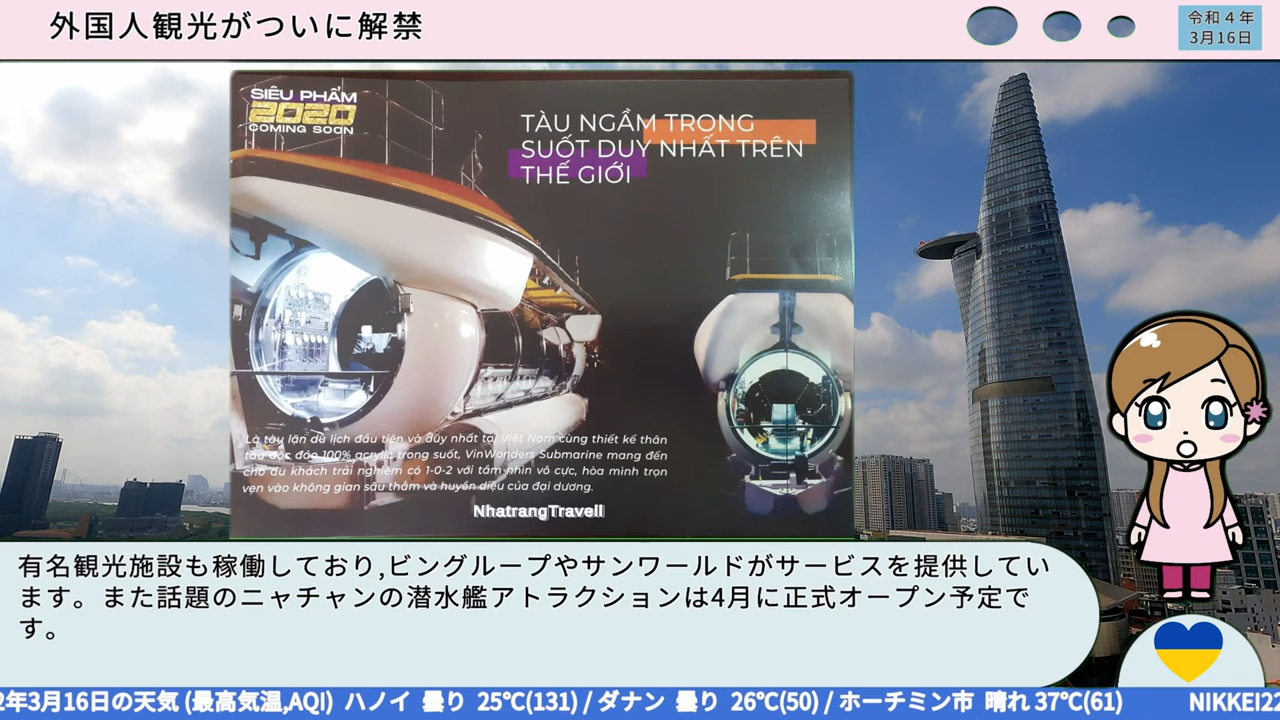 外国人観光がついに解禁
令和４年
3月16日
SIÊU PHẨM
2020
COMING SOON
TÀU NGẦM TRONG
SUỐT DUY NHẤT TRÊN
THẾ GIỚI
Là tàu lặn du lịch đầu tiên và duy nhất tại Việt Nam cùng thiết kế thân
tàu độc đáo 100% acrylic trong suốt, VinWonders Submarine mang đến
cho du khách trải nghiệm có 1-0-2 với tầm nhìn vô cực, hòa mình trọn
vẹn vào không gian sâu thẳm và huyền diệu của đại dương.
NhatrangTravell
有名観光施設も稼働しており,ビングループやサンワールドがサービスを提供してい
ます。また話題のニャチャンの潜水艦アトラクションは4月に正式オープン予定で
す。
2年3月16日の天気 (最高気温,AQI) ハノイ 曇り 25℃(131) / ダナン 曇り 26℃(50) / ホーチミン市 晴れ 37℃(61) NIKKEI22